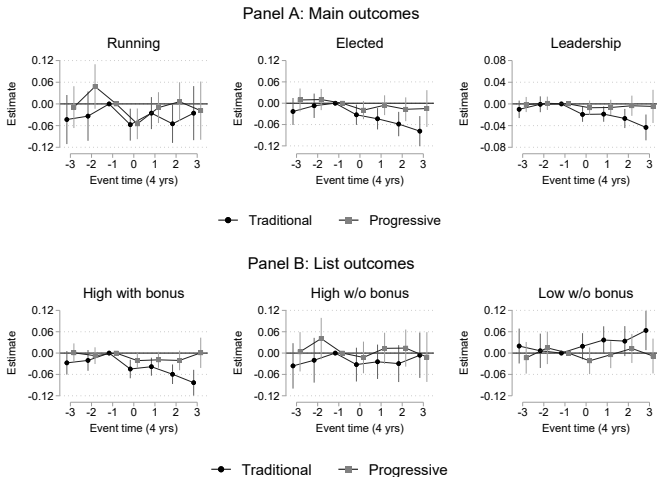 Panel A: Main outcomes
Running
Elected
Leadership
Estimate
0.12
0.06
0.00
-0.06
-0.12
-3 -2 -1 0 1 2 3
Event time (4 yrs)
Estimate
0.12
0.06
0.00
-0.06
-0.12
-3 -2 -1 0 1 2 3
Event time (4 yrs)
Estimate
0.08
0.04
0.00
-0.04
-0.08
-3 -2 -1 0 1 2 3
Event time (4 yrs)
Traditional Progressive
Panel B: List outcomes
High with bonus
High w/o bonus
Low w/o bonus
Estimate
0.12
0.06
0.00
-0.06
-0.12
-3 -2 -1 0 1 2 3
Event time (4 yrs)
Estimate
0.12
0.06
0.00
-0.06
-0.12
-3 -2 -1 0 1 2 3
Event time (4 yrs)
Estimate
0.12
0.06
0.00
-0.06
-0.12
-3 -2 -1 0 1 2 3
Event time (4 yrs)
Traditional Progressive